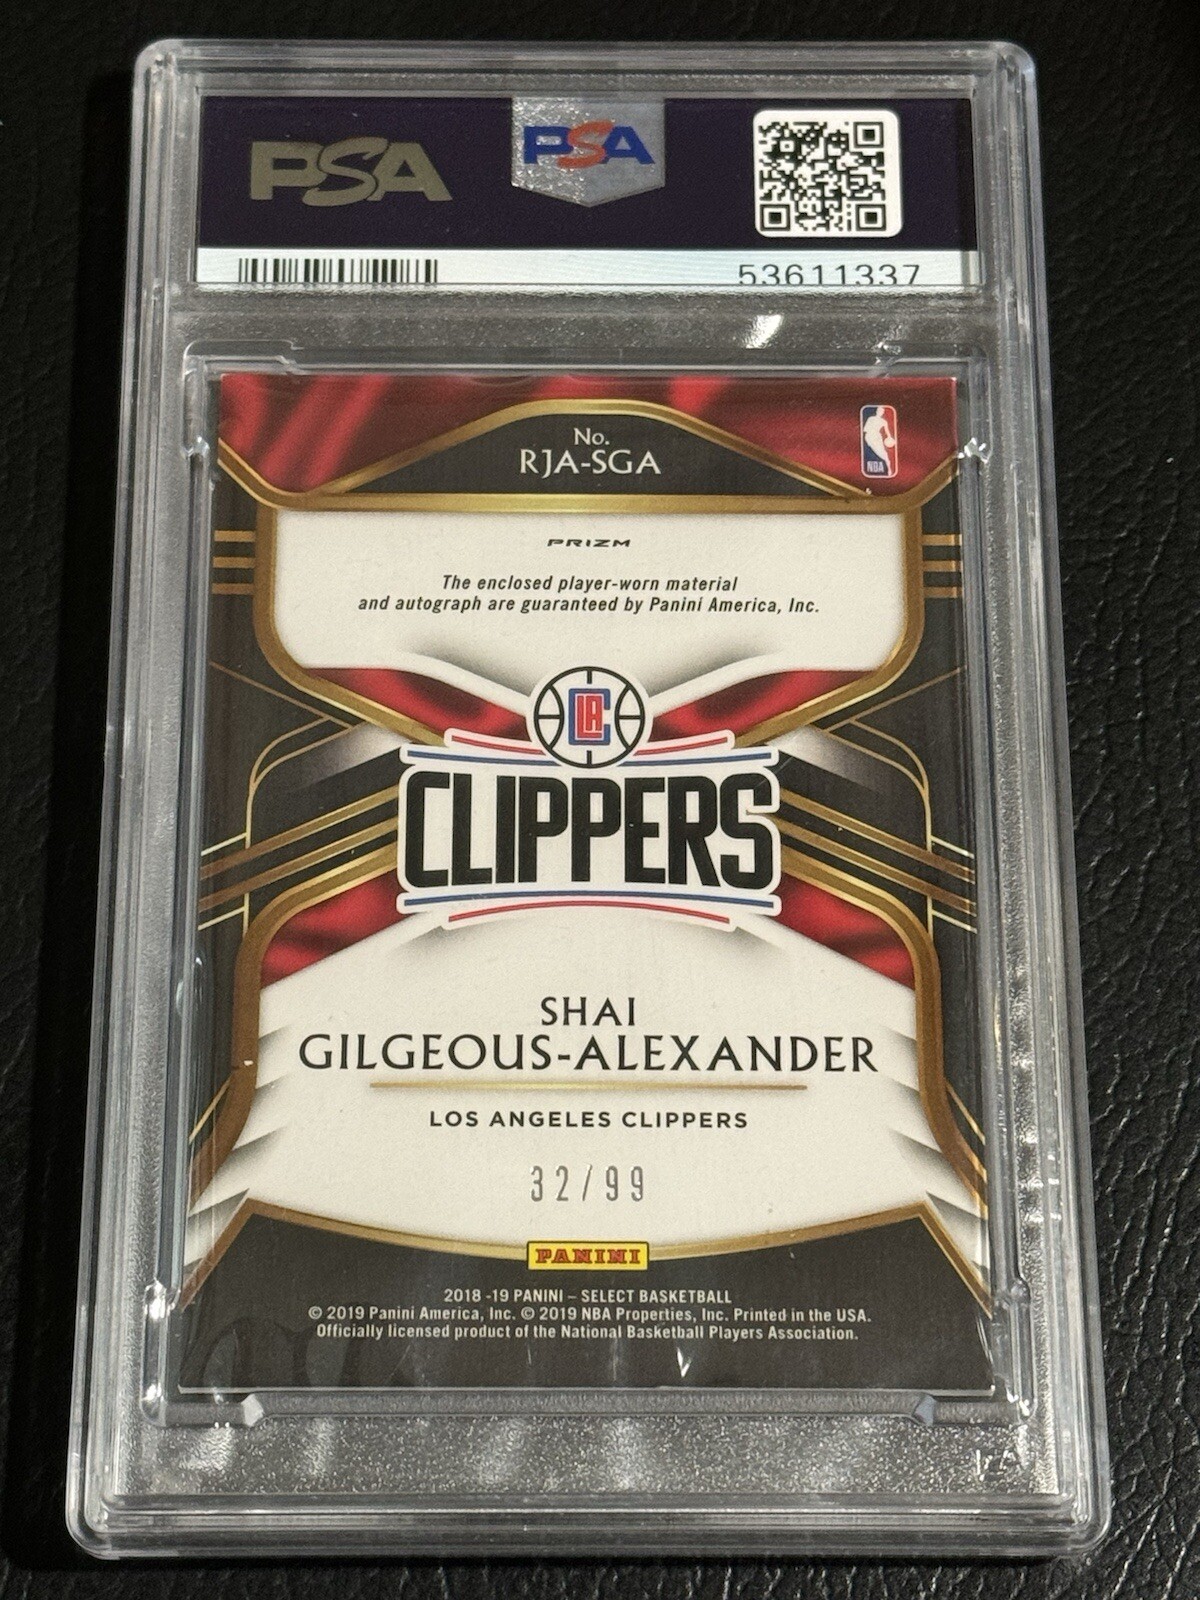 PSA PSA
53611337
No.
RJA-SGA
NBA
PRIZM
The enclosed player-worn material
and autograph are guaranteed by Panini America, Inc.
LAC
CLIPPERS
SHAI
GILGEOUS-ALEXANDER
LOS ANGELES CLIPPERS
32/99
PANINI
2018 -19 PANINI – SELECT BASKETBALL
© 2019 Panini America, Inc. © 2019 NBA Properties, Inc. Printed in the USA.
Officially licensed product of the National Basketball Players Association.